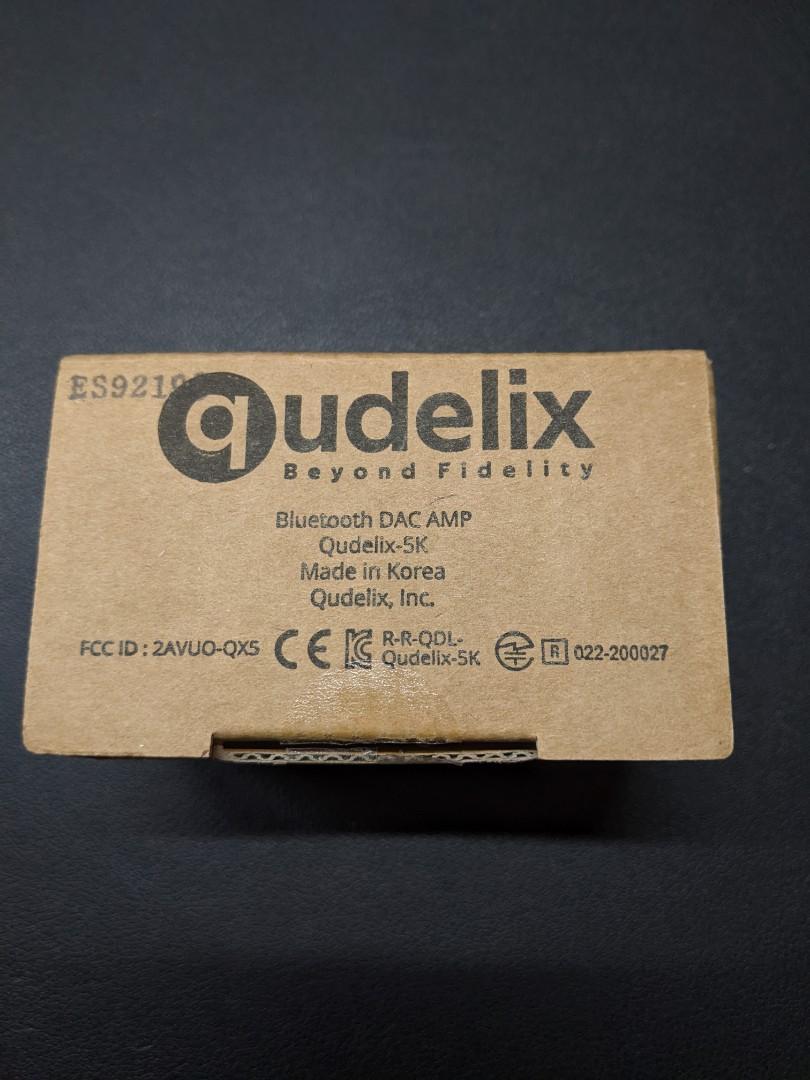 qudelix
Beyond Fidelity
Bluetooth DAC AMP
Qudelix-5K
Made in Korea
Qudelix, Inc.
FCC ID : 2AVUO-QX5 CE R-R-QDL-
Qudelix-5K
R 022-200027